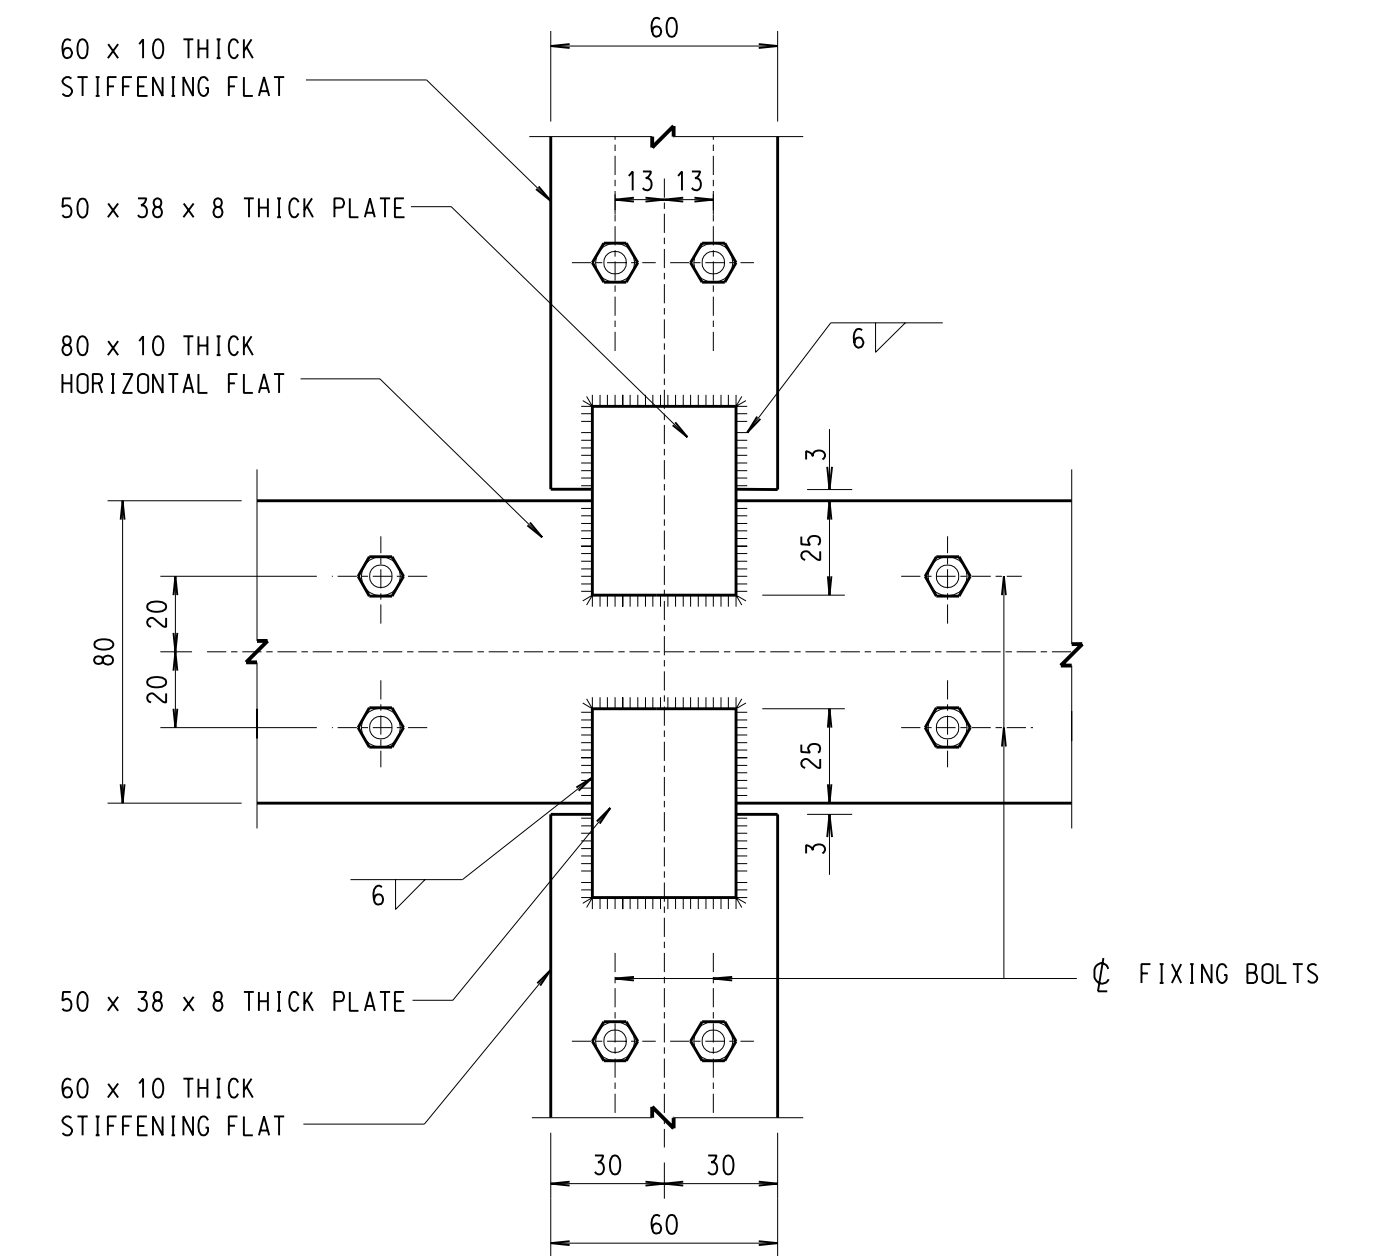 60
60 x 10 THICK
STIFFENING FLAT
13 13
50 x 38 x 8 THICK PLATE
6
80 x 10 THICK
HORIZONTAL FLAT
3
25
20
80
20
25
3
6
℄ FIXING BOLTS
50 x 38 x 8 THICK PLATE
60 x 10 THICK
STIFFENING FLAT
30 30
60